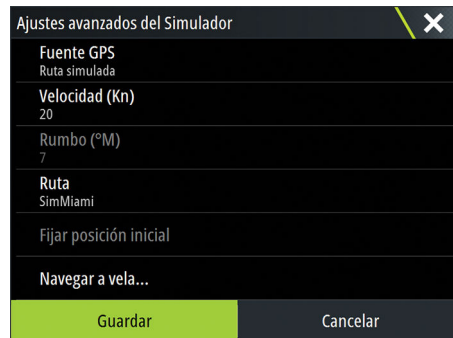 Ajustes avanzados del Simulador
Fuente GPS
Ruta simulada
Velocidad (Kn)
20
Rumbo (°M)
7
Ruta
SimMiami
Fijar posición inicial
Navegar a vela...
Guardar Cancelar